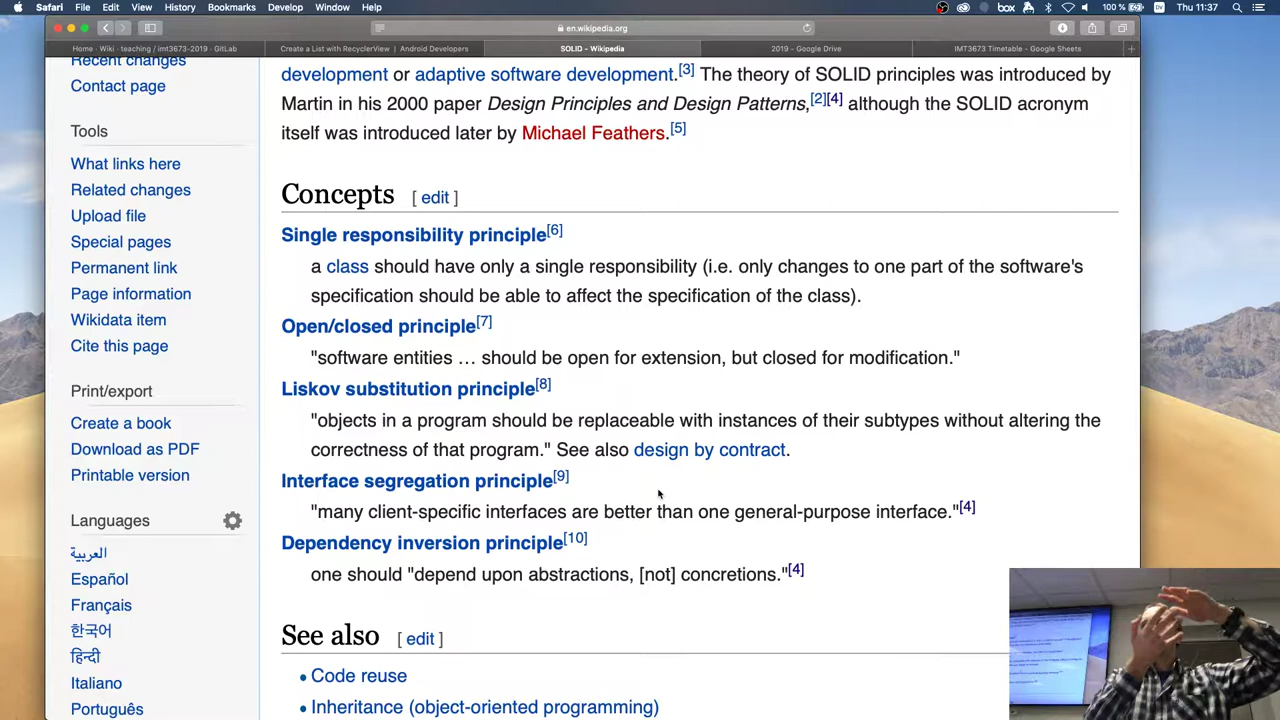 Safari File Edit View History Bookmarks Develop Window Help
box 100 % DV Thu 11:37
en.wikipedia.org
Home · Wiki · teaching / imt3673-2019 · GitLab
Create a List with RecyclerView | Android Developers
SOLID – Wikipedia
2019 – Google Drive
IMT3673 Timetable – Google Sheets
Recent changes
Contact page
Tools
What links here
Related changes
Upload file
Special pages
Permanent link
Page information
Wikidata item
Cite this page
Print/export
Create a book
Download as PDF
Printable version
Languages
العربية
Español
Français
한국어
हिन्दी
Italiano
Português
development or adaptive software development.[3] The theory of SOLID principles was introduced by
Martin in his 2000 paper Design Principles and Design Patterns,[2][4] although the SOLID acronym
itself was introduced later by Michael Feathers.[5]
Concepts [ edit ]
Single responsibility principle[6]
a class should have only a single responsibility (i.e. only changes to one part of the software's
specification should be able to affect the specification of the class).
Open/closed principle[7]
"software entities … should be open for extension, but closed for modification."
Liskov substitution principle[8]
"objects in a program should be replaceable with instances of their subtypes without altering the
correctness of that program." See also design by contract.
Interface segregation principle[9]
"many client-specific interfaces are better than one general-purpose interface."[4]
Dependency inversion principle[10]
one should "depend upon abstractions, [not] concretions."[4]
See also [ edit ]
• Code reuse
• Inheritance (object-oriented programming)